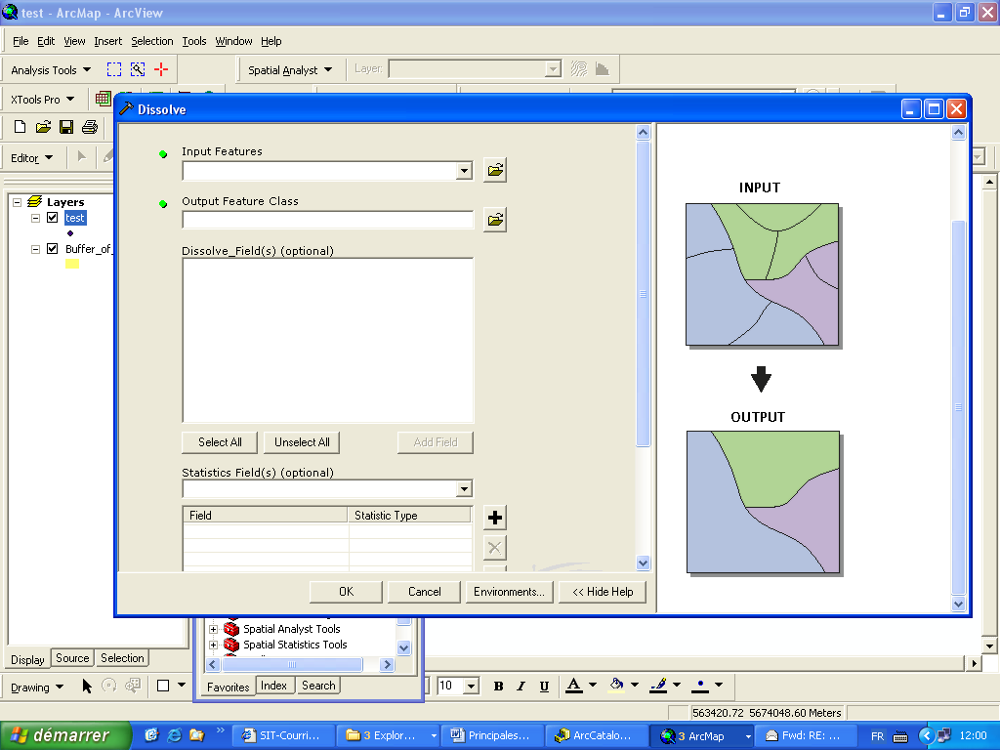 test - ArcMap - ArcView
File Edit View Insert Selection Tools Window Help
Analysis Tools
Spatial Analyst
Layer:
XTools Pro
Dissolve
Editor
Layers
test
Buffer_of_
Input Features
Output Feature Class
Dissolve_Field(s) (optional)
Select All Unselect All Add Field
Statistics Field(s) (optional)
Field Statistic Type
OK Cancel Environments... << Hide Help
INPUT
OUTPUT
Spatial Analyst Tools
Spatial Statistics Tools
Display Source Selection
Favorites Index Search
Drawing
10 B I U A
563420.72 5674048.60 Meters
démarrer
SIT-Courri...
3 Explor...
Principales...
ArcCatalo...
3 ArcMap
Fwd: RE: ...
FR
12:00